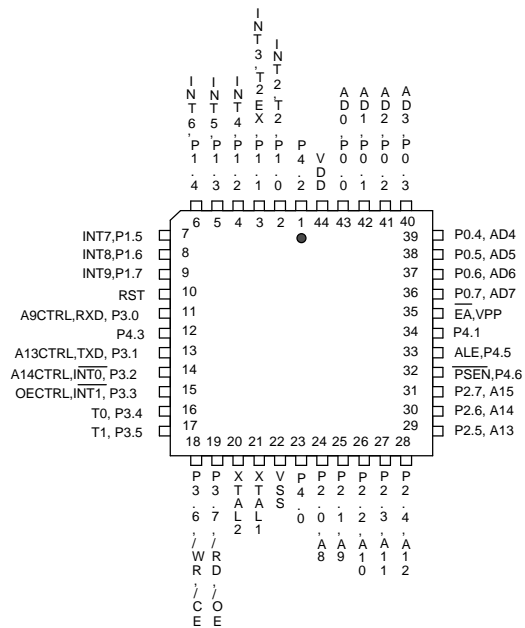 INT6,P1.4
INT5,P1.3
INT4,P1.2
INT3,T2EX,P1.1
INT2,T2,P1.0
P4.2
VDD
AD0,P0.0
AD1,P0.1
AD2,P0.2
AD3,P0.3
6 5 4 3 2 1 44 43 42 41 40
INT7,P1.5 7
INT8,P1.6 8
INT9,P1.7 9
RST 10
A9CTRL,RXD, P3.0 11
P4.3 12
A13CTRL,TXD, P3.1 13
A14CTRL,INT0, P3.2 14
OECTRL,INT1, P3.3 15
T0, P3.4 16
T1, P3.5 17
39 P0.4, AD4
38 P0.5, AD5
37 P0.6, AD6
36 P0.7, AD7
35 EA,VPP
34 P4.1
33 ALE,P4.5
32 PSEN,P4.6
31 P2.7, A15
30 P2.6, A14
29 P2.5, A13
18 19 20 21 22 23 24 25 26 27 28
P3.6,/WR,/CE
P3.7,/RD,/OE
XTAL2
XTAL1
VSS
P4.0
P2.0,A8
P2.1,A9
P2.2,A10
P2.3,A11
P2.4,A12